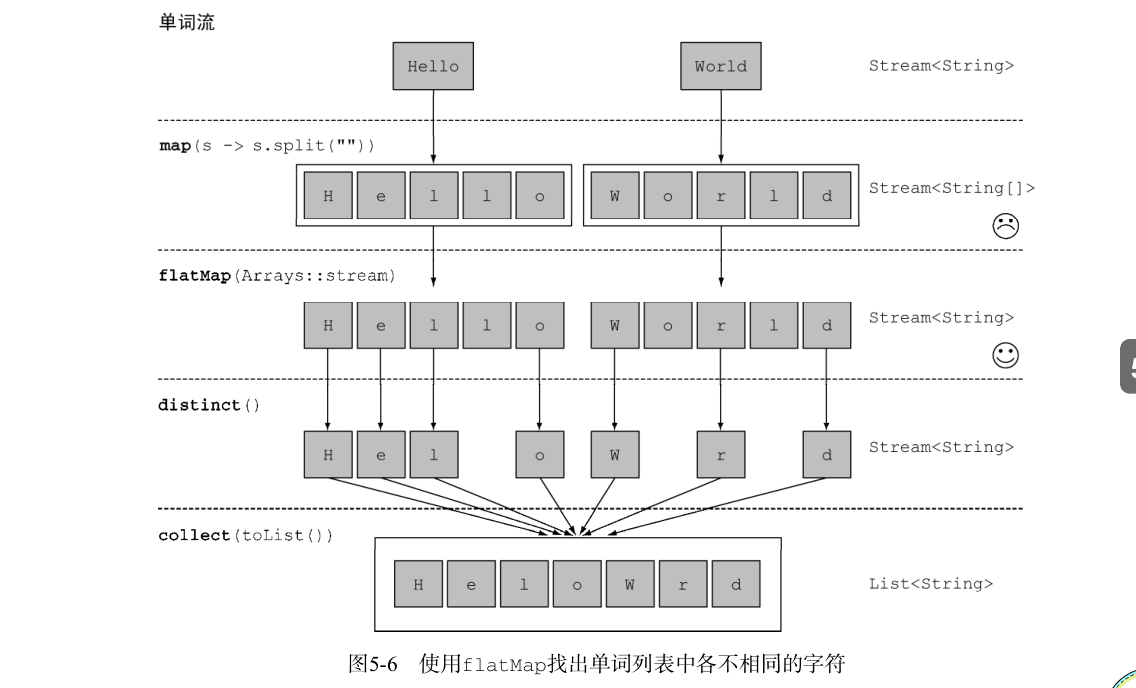 单词流
Hello World Stream<String>
map(s -> s.split(""))
H e l l o W o r l d Stream<String[]>
flatMap(Arrays::stream)
H e l l o W o r l d Stream<String>
distinct()
H e l o W r d Stream<String>
collect(toList())
H e l o W r d List<String>
图5-6 使用flatMap找出单词列表中各不相同的字符